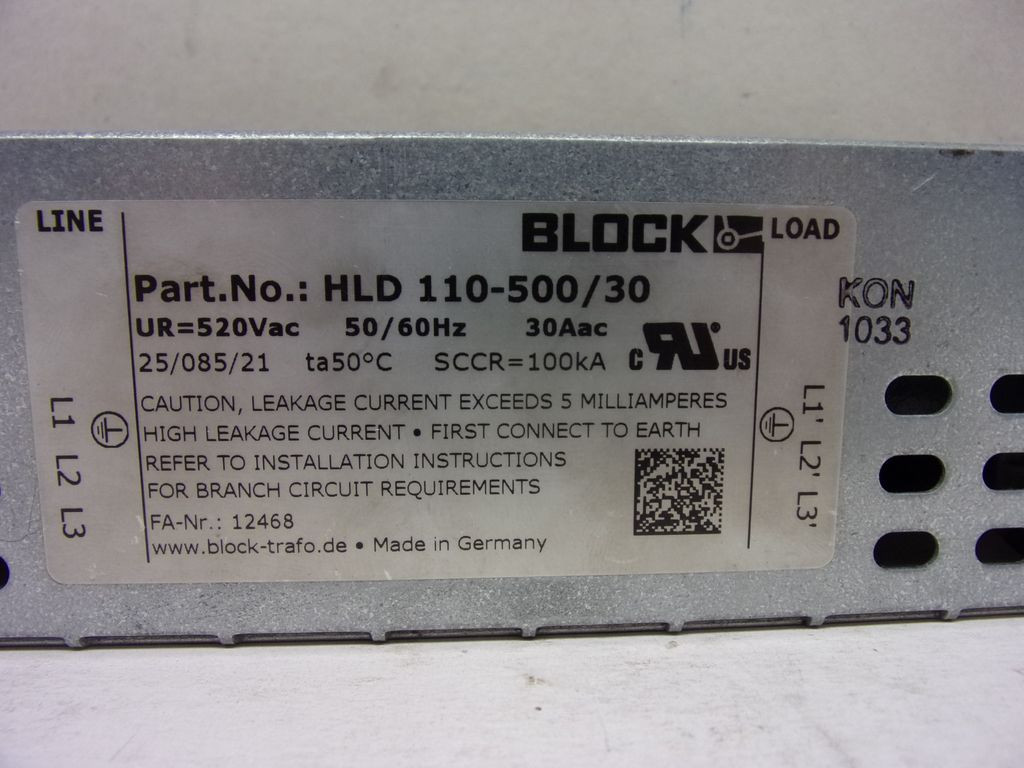 LINE
BLOCK
LOAD
Part.No.: HLD 110-500/30
UR=520Vac 50/60Hz 30Aac
25/085/21 ta50°C SCCR=100kA
C RU® US
KON
1033
CAUTION, LEAKAGE CURRENT EXCEEDS 5 MILLIAMPERES
HIGH LEAKAGE CURRENT • FIRST CONNECT TO EARTH
REFER TO INSTALLATION INSTRUCTIONS
FOR BRANCH CIRCUIT REQUIREMENTS
FA-Nr.: 12468
www.block-trafo.de • Made in Germany
L1 L2 L3
L1' L2' L3'